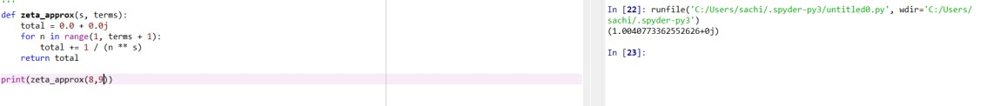 '''
def zeta_approx(s, terms):
    total = 0.0 + 0.0j
    for n in range(1, terms + 1):
        total += 1 / (n ** s)
    return total
print(zeta_approx(8,9))
In [22]: runfile('C:/Users/sachi/.spyder-py3/untitled0.py', wdir='C:/Users/
sachi/.spyder-py3')
(1.0040773362552626+0j)
In [23]: